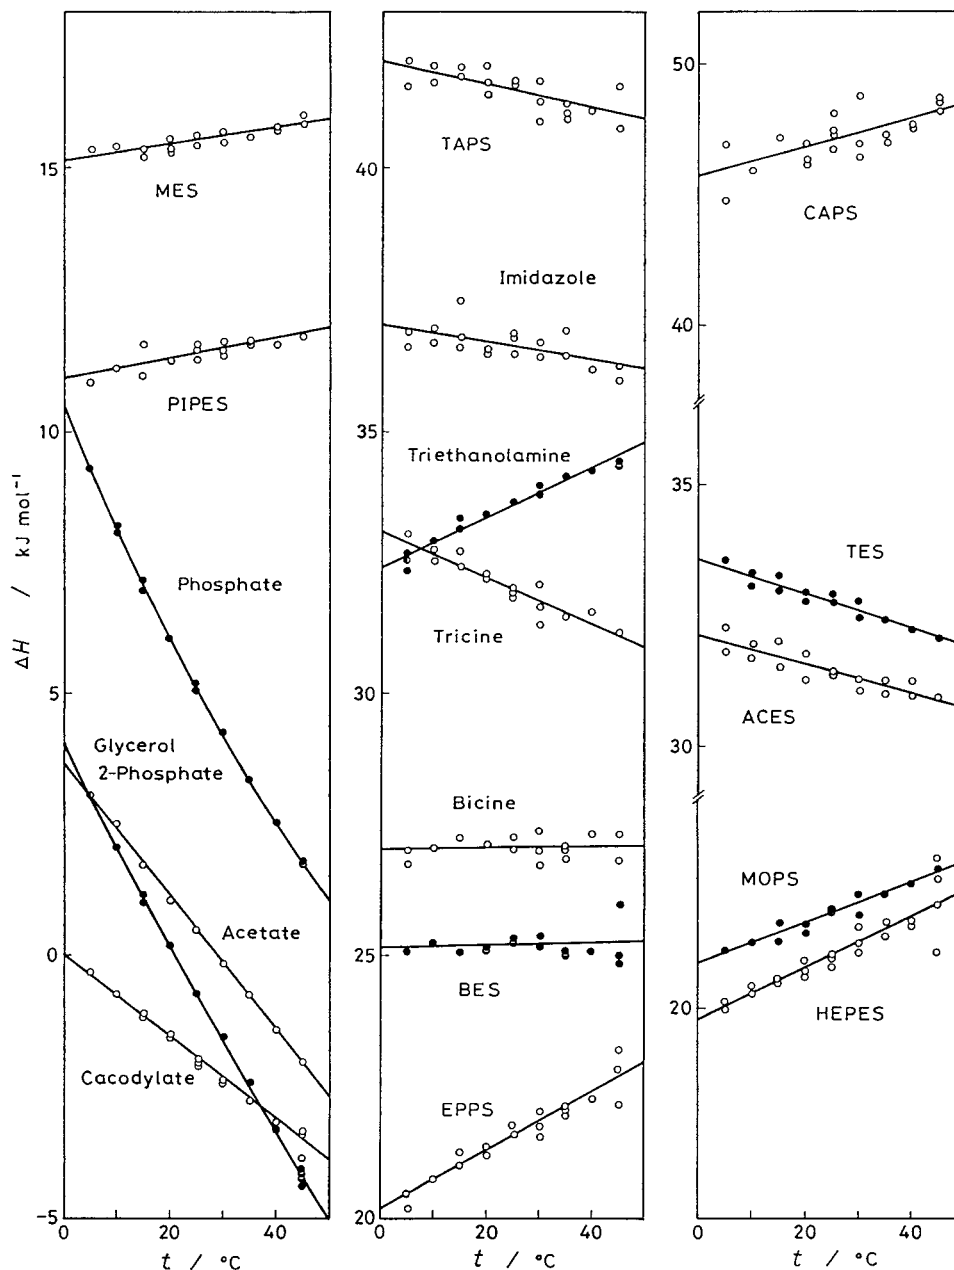 15
10
5
0
-5
ΔH / kJ mol⁻¹
MES
PIPES
Phosphate
Glycerol
2-Phosphate
Acetate
Cacodylate
0 20 40
t / °C
40
35
30
25
20
TAPS
Imidazole
Triethanolamine
Tricine
Bicine
BES
EPPS
0 20 40
t / °C
50
40
35
30
20
CAPS
TES
ACES
MOPS
HEPES
0 20 40
t / °C